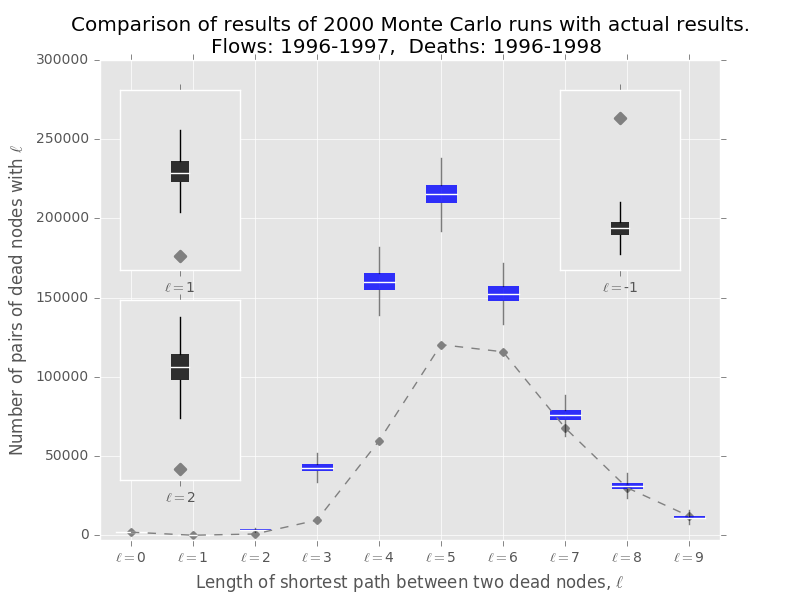 Comparison of results of 2000 Monte Carlo runs with actual results.
Flows: 1996-1997,  Deaths: 1996-1998
Number of pairs of dead nodes with ℓ
300000
250000
200000
150000
100000
50000
0
ℓ=1
ℓ=2
ℓ=-1
ℓ=0 ℓ=1 ℓ=2 ℓ=3 ℓ=4 ℓ=5 ℓ=6 ℓ=7 ℓ=8 ℓ=9
Length of shortest path between two dead nodes, ℓ